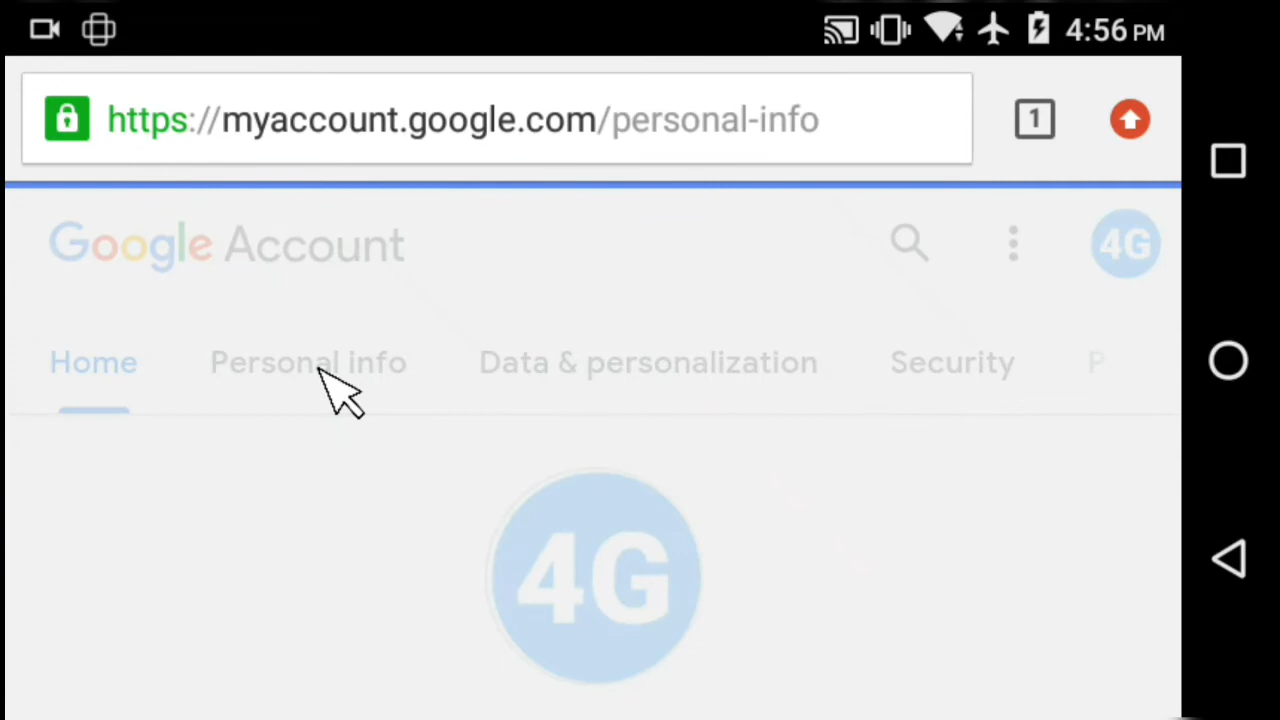 4:56 PM
https://myaccount.google.com/personal-info
1
Google Account
4G
Home Personal info Data & personalization Security P
4G